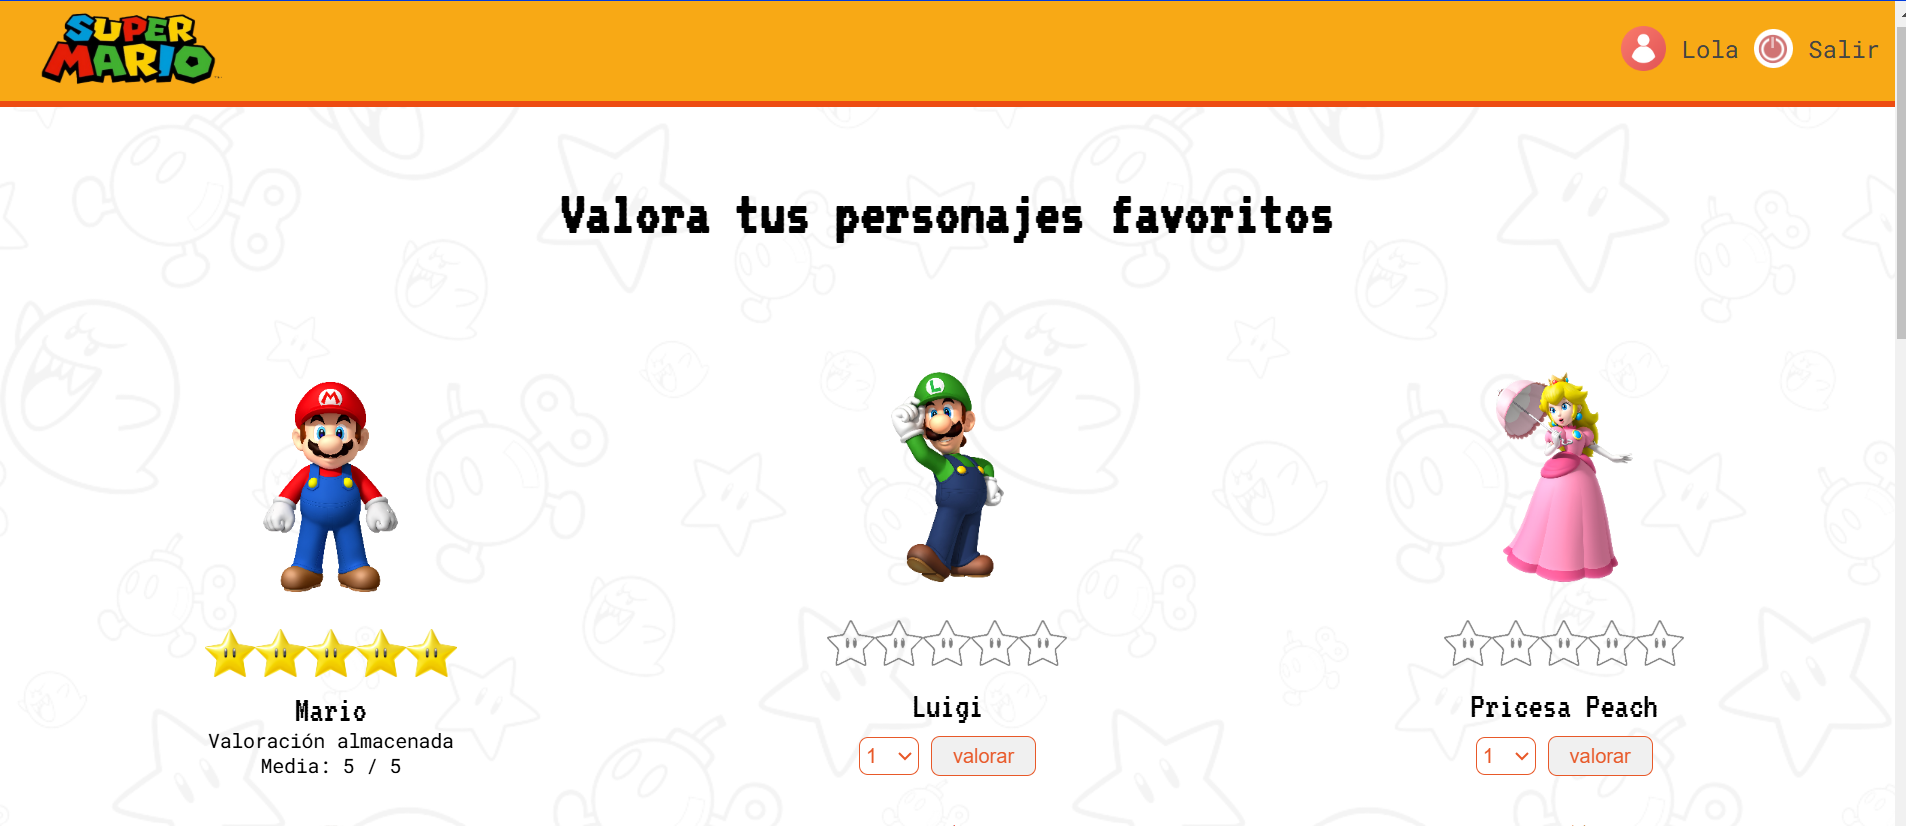 SUPER
MARIO
Lola
Salir
Valora tus personajes favoritos
Mario
Valoración almacenada
Media: 5 / 5
Luigi
1
valorar
Pricesa Peach
1
valorar